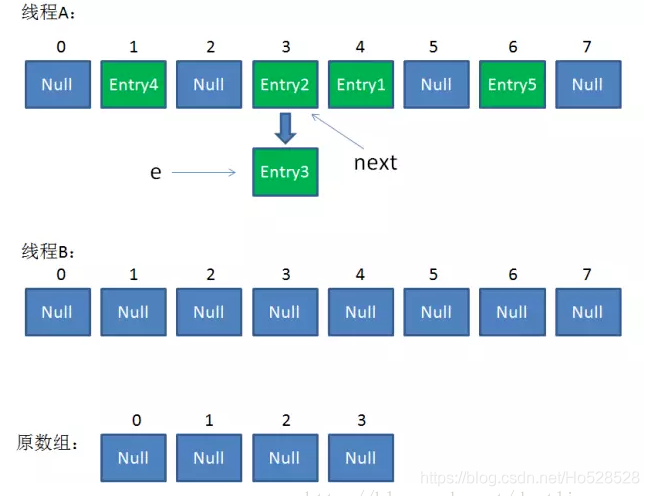 线程A：
0 1 2 3 4 5 6 7
Null Entry4 Null Entry2 Entry1 Null Entry5 Null
next
e Entry3
线程B：
0 1 2 3 4 5 6 7
Null Null Null Null Null Null Null Null
0 1 2 3
原数组： Null Null Null Null
https://blog.csdn.net/Ho528528